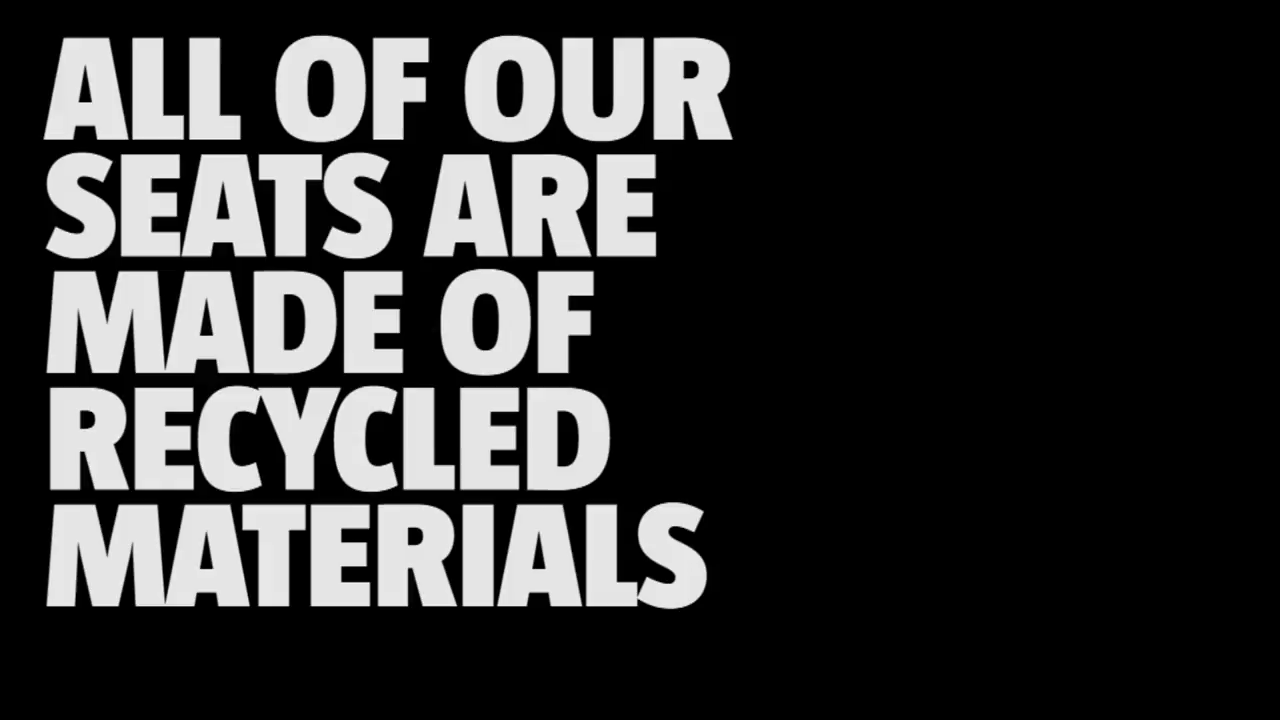 ALL OF OUR
SEATS ARE
MADE OF
RECYCLED
MATERIALS